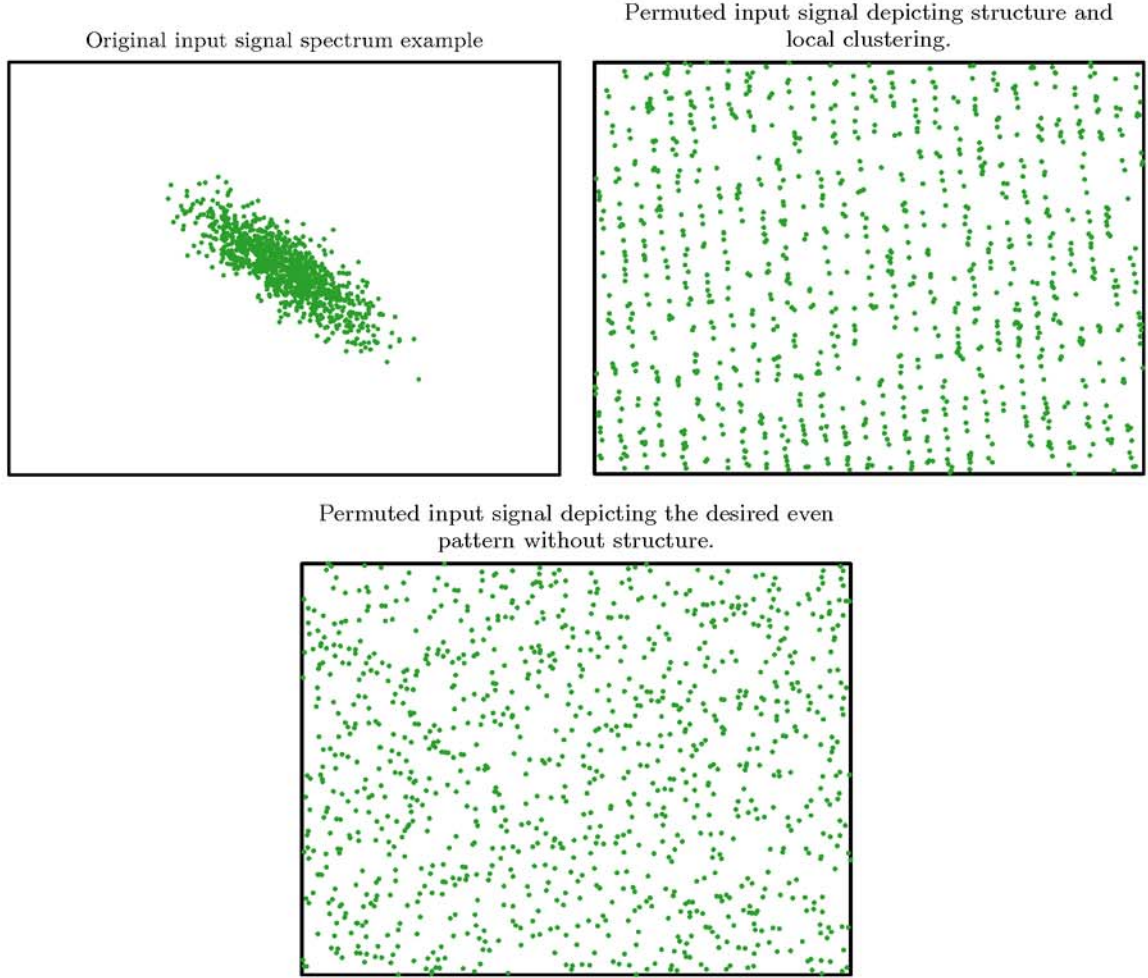 Original input signal spectrum example
Permuted input signal depicting structure and
local clustering.
Permuted input signal depicting the desired even
pattern without structure.